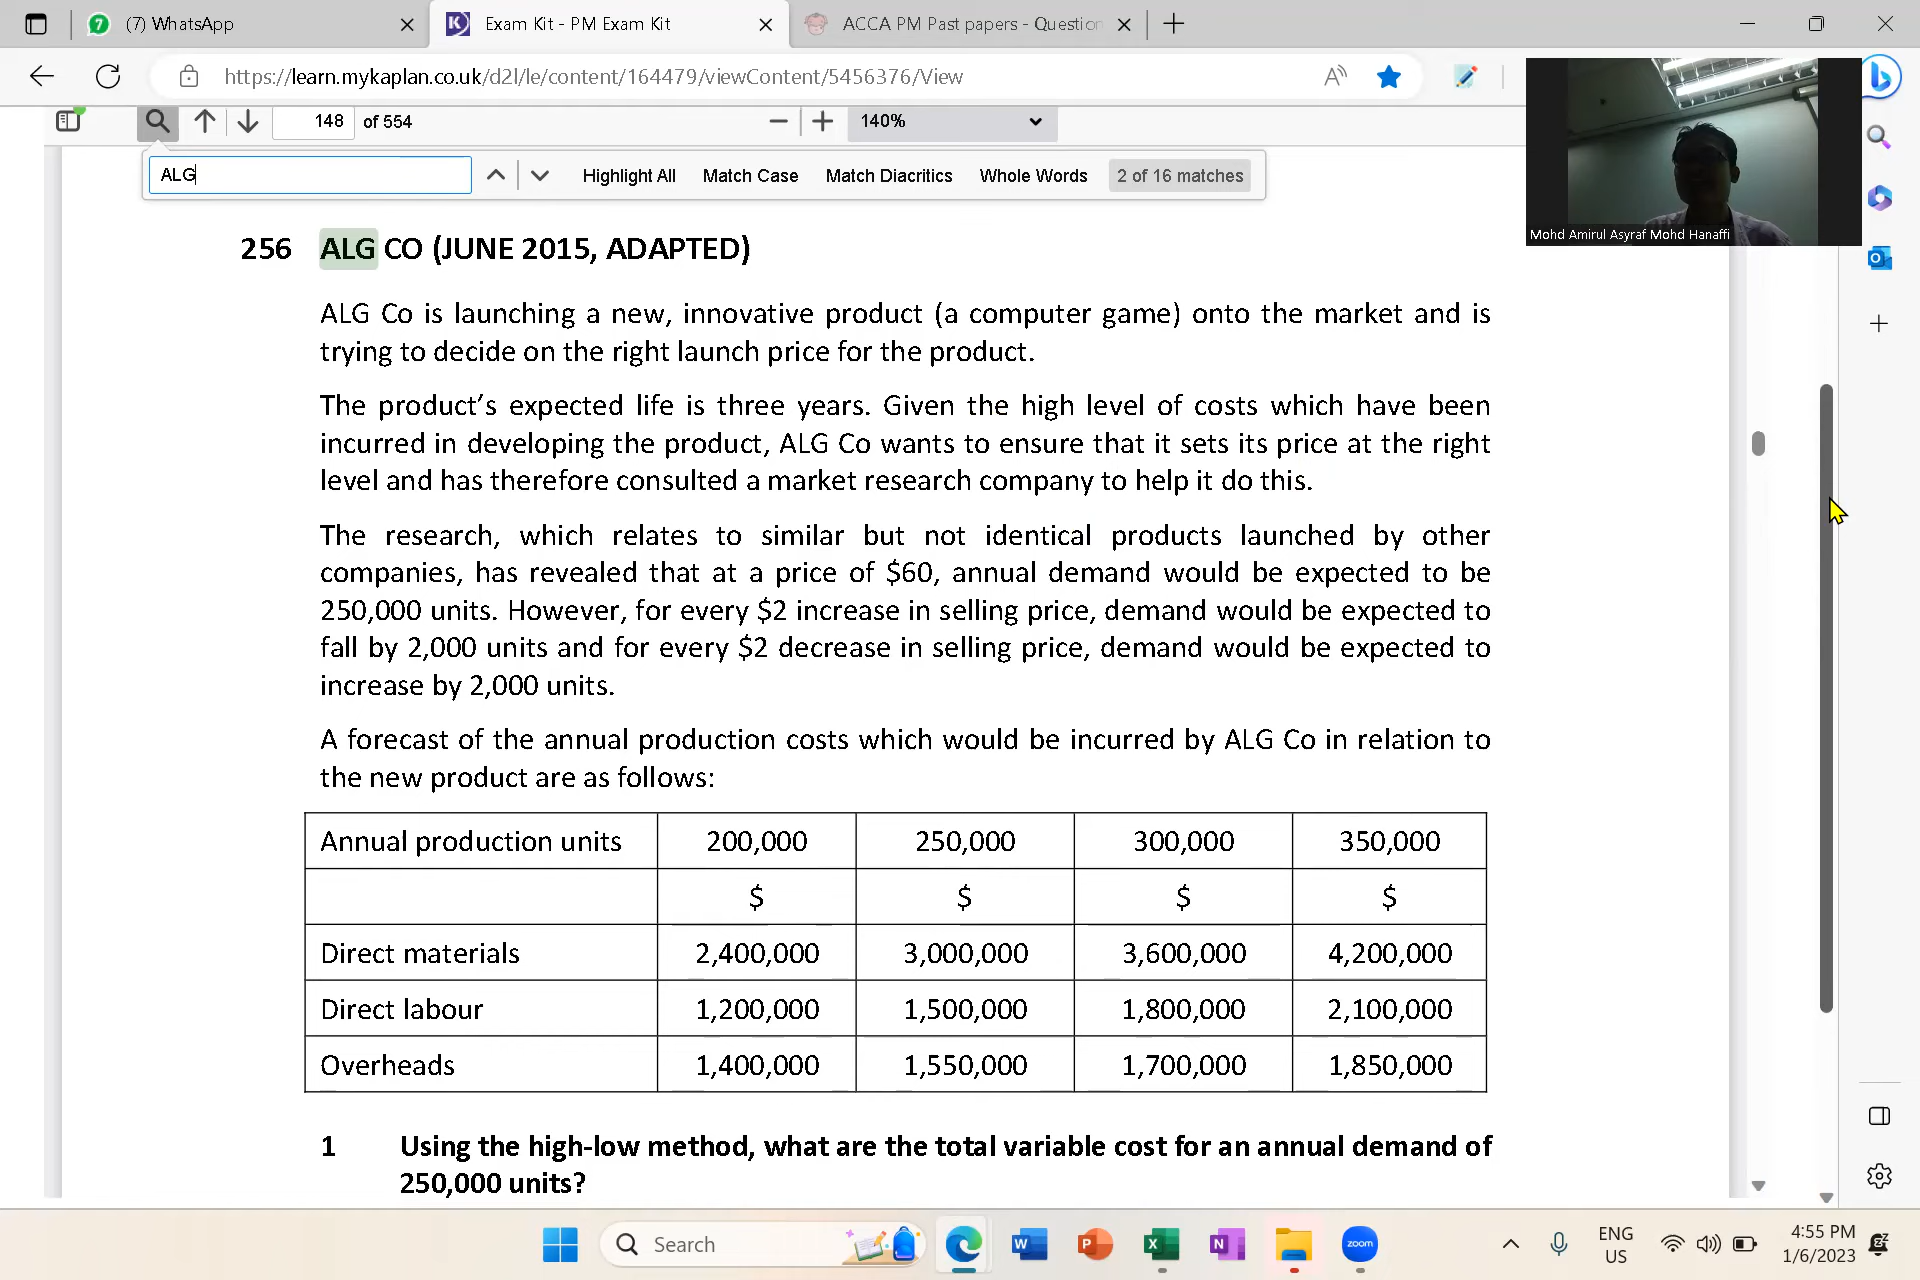 7 (7) WhatsApp
Exam Kit - PM Exam Kit
ACCA PM Past papers - Question
https://learn.mykaplan.co.uk/d2l/le/content/164479/viewContent/5456376/View
148 of 554
140%
ALG
Highlight All Match Case Match Diacritics Whole Words 2 of 16 matches
Mohd Amirul Asyraf Mohd Hanaffi
256 ALG CO (JUNE 2015, ADAPTED)
ALG Co is launching a new, innovative product (a computer game) onto the market and is
trying to decide on the right launch price for the product.
The product's expected life is three years. Given the high level of costs which have been
incurred in developing the product, ALG Co wants to ensure that it sets its price at the right
level and has therefore consulted a market research company to help it do this.
The research, which relates to similar but not identical products launched by other
companies, has revealed that at a price of $60, annual demand would be expected to be
250,000 units. However, for every $2 increase in selling price, demand would be expected to
fall by 2,000 units and for every $2 decrease in selling price, demand would be expected to
increase by 2,000 units.
A forecast of the annual production costs which would be incurred by ALG Co in relation to
the new product are as follows:
Annual production units 200,000 250,000 300,000 350,000
$ $ $ $
Direct materials 2,400,000 3,000,000 3,600,000 4,200,000
Direct labour 1,200,000 1,500,000 1,800,000 2,100,000
Overheads 1,400,000 1,550,000 1,700,000 1,850,000
1 Using the high-low method, what are the total variable cost for an annual demand of
250,000 units?
Search
zoom
ENG
US
4:55 PM
1/6/2023